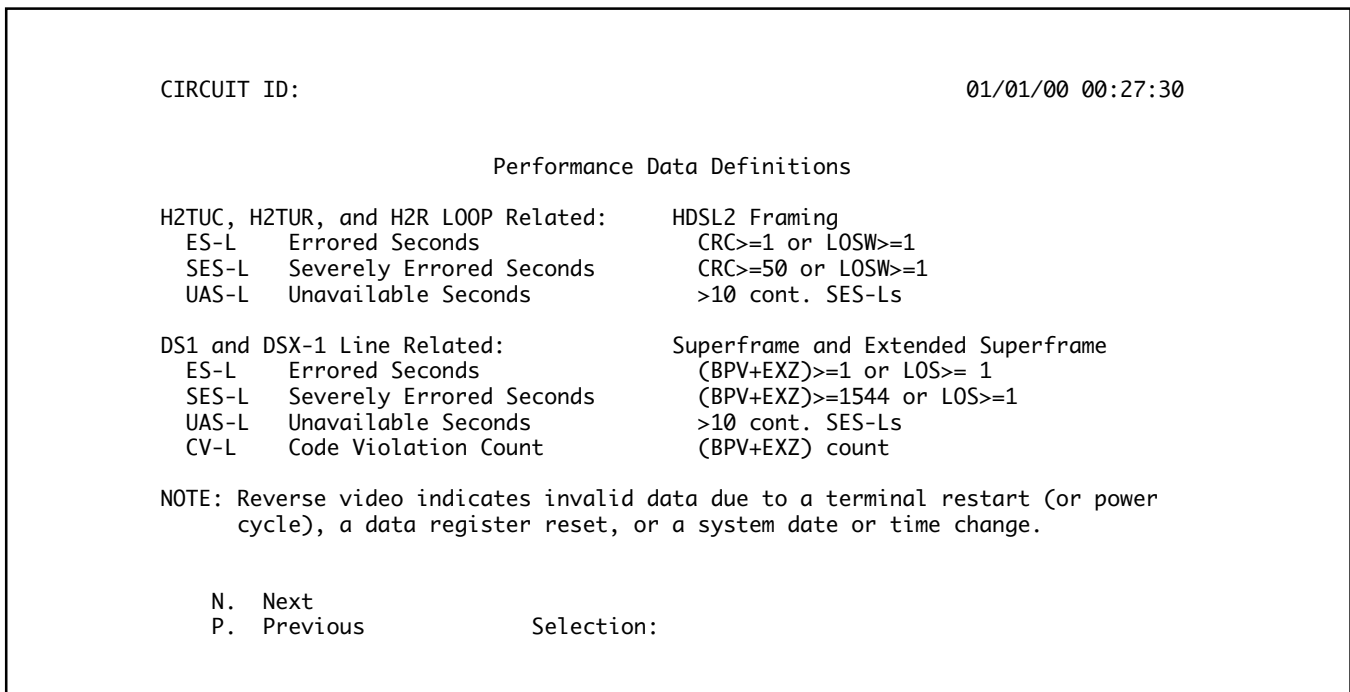 CIRCUIT ID: 01/01/00 00:27:30
Performance Data Definitions
H2TUC, H2TUR, and H2R LOOP Related: HDSL2 Framing
ES-L Errored Seconds CRC>=1 or LOSW>=1
SES-L Severely Errored Seconds CRC>=50 or LOSW>=1
UAS-L Unavailable Seconds >10 cont. SES-Ls
DS1 and DSX-1 Line Related: Superframe and Extended Superframe
ES-L Errored Seconds (BPV+EXZ)>=1 or LOS>= 1
SES-L Severely Errored Seconds (BPV+EXZ)>=1544 or LOS>=1
UAS-L Unavailable Seconds >10 cont. SES-Ls
CV-L Code Violation Count (BPV+EXZ) count
NOTE: Reverse video indicates invalid data due to a terminal restart (or power
cycle), a data register reset, or a system date or time change.
N. Next
P. Previous Selection: